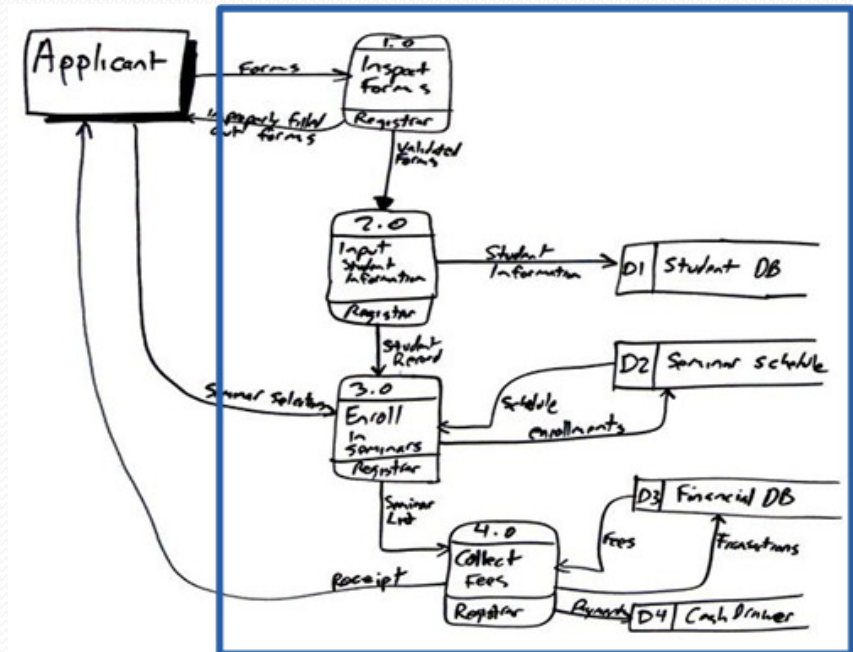 Applicant
Forms
Improperly filled
out forms
1.0
Inspect
Forms
Registrar
Validated
Forms
2.0
Input
Student
Information
Registrar
Student
Information
D1 Student DB
Student
Record
D2 Seminar schedule
Seminar Selection
3.0
Enroll
In
Seminars
Registrar
Schedule
enrollments
Seminar
List
D3 Financial DB
4.0
Collect
Fees
Registrar
Fees
Transactions
Receipt
Payments
D4 Cash Drawer